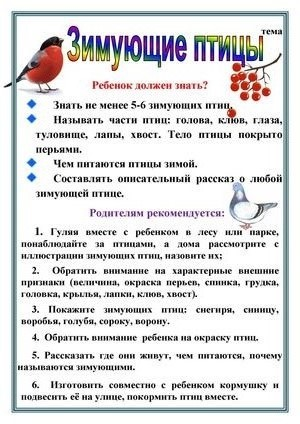 тема
Зимующие птицы
Ребенок должен знать?
Знать не менее 5-6 зимующих птиц.
Называть части птиц: голова, клюв, глаза,
туловище, лапы, хвост. Тело птицы покрыто
перьями.
Чем питаются птицы зимой.
Составлять описательный рассказ о любой
зимующей птице.
Родителям рекомендуется:
1. Гуляя вместе с ребенком в лесу или парке,
понаблюдайте за птицами, а дома рассмотрите с
иллюстрации зимующих птиц, назовите их;
2. Обратить внимание на характерные внешние
признаки (величина, окраска перьев, спинка, грудка,
головка, крылья, лапки, клюв, хвост).
3. Покажите зимующих птиц: снегиря, синицу,
воробья, голубя, сороку, ворону.
4. Обратить внимание ребенка на окраску птиц.
5. Рассказать где они живут, чем питаются, почему
называются зимующими.
6. Изготовить совместно с ребенком кормушку и
подвесить её на улице, покормить птиц вместе.